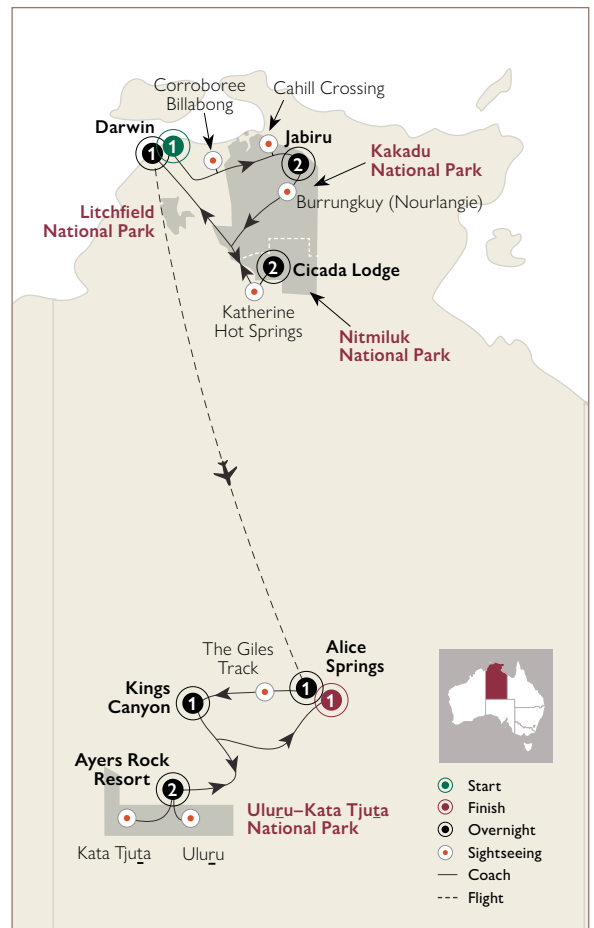 Corroboree
Billabong
Cahill Crossing
Darwin
1
1
Jabiru
2
Kakadu
National Park
Burrungkuy (Nourlangie)
Litchfield
National Park
2
Cicada Lodge
Katherine
Hot Springs
Nitmiluk
National Park
The Giles
Track
Alice
Springs
1
1
Kings
Canyon
1
Ayers Rock
Resort
2
Uluṟu–Kata Tjuṯa
National Park
Kata Tjuṯa
Uluṟu
Start
Finish
Overnight
Sightseeing
Coach
Flight